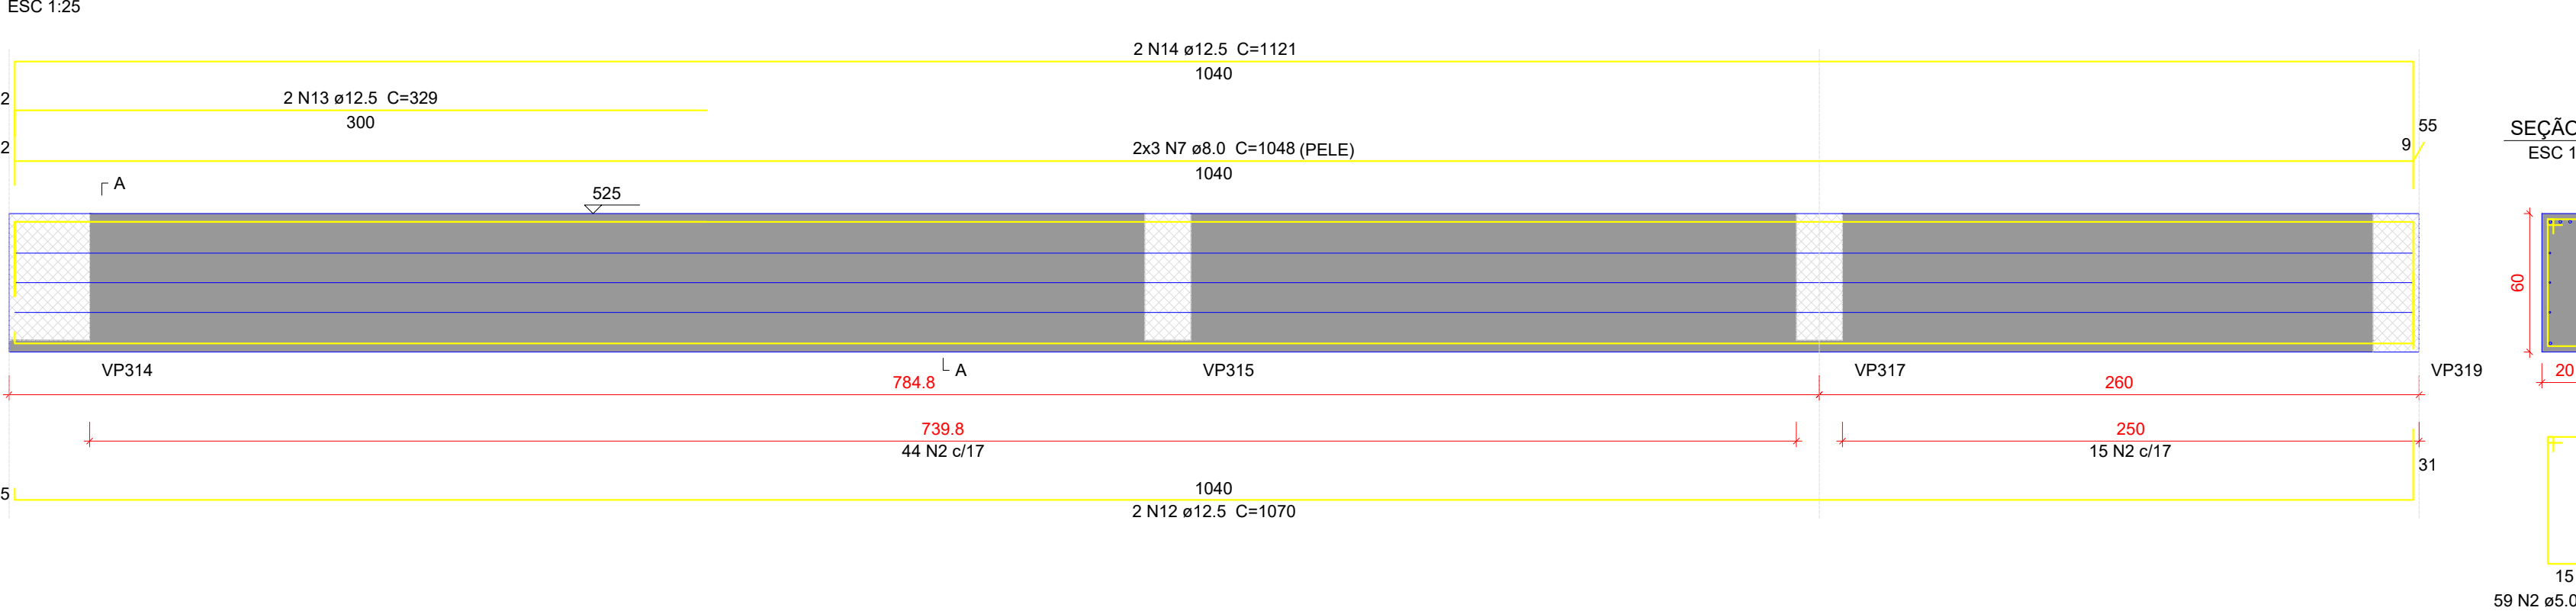 ESC 1:25
2 N14 ø12.5 C=1121
1040
2
2 N13 ø12.5 C=329
300
55
2
2x3 N7 ø8.0 C=1048 (PELE)
9
1040
A
525
SEÇÃO
ESC 1
60
VP314
A
VP315
VP317
VP319
784.8
260
20
739.8
44 N2 c/17
250
15 N2 c/17
31
5
1040
2 N12 ø12.5 C=1070
15
59 N2 ø5.0